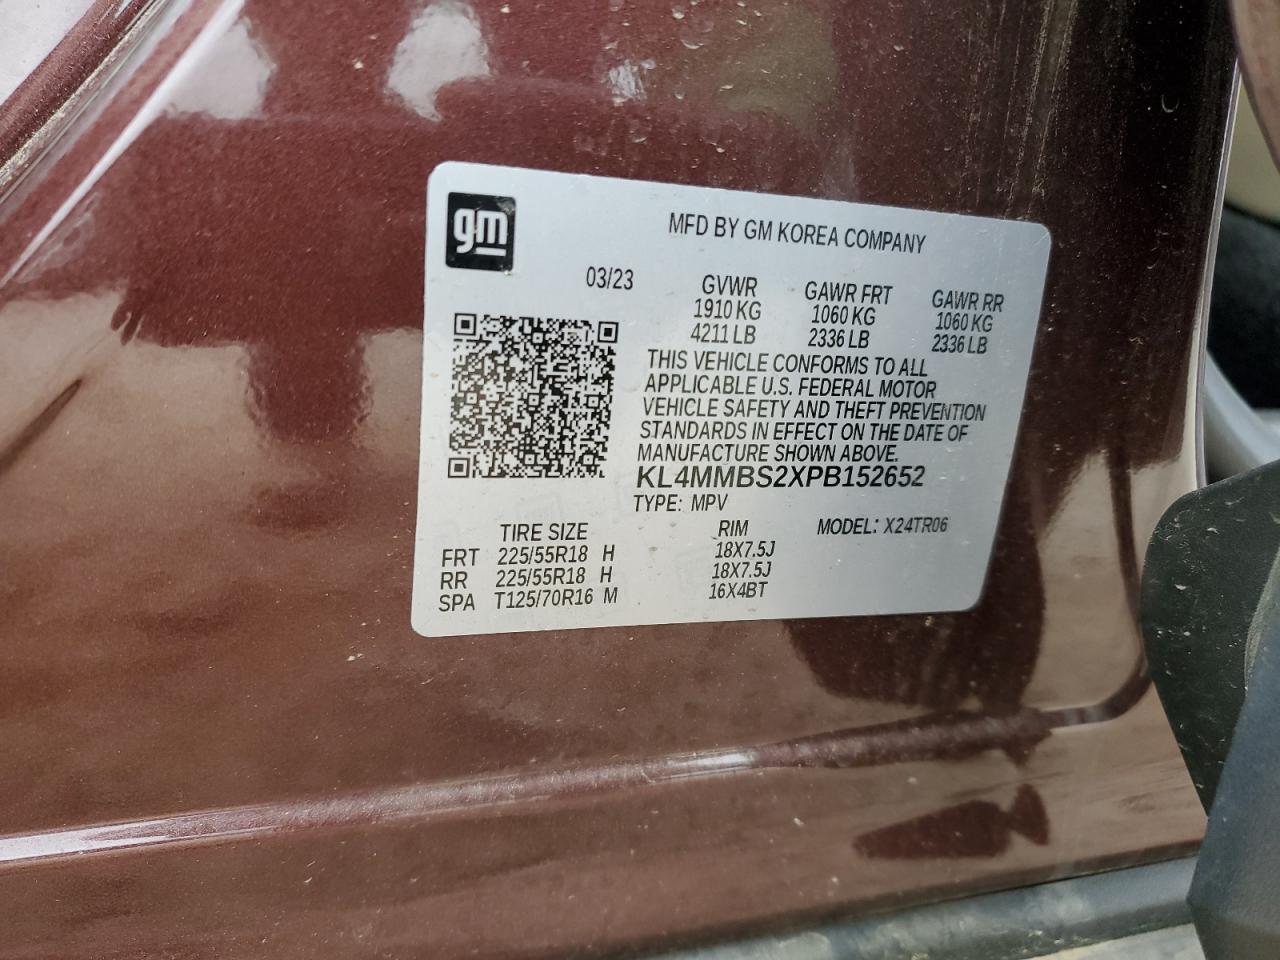 gm
MFD BY GM KOREA COMPANY
03/23 GVWR GAWR FRT GAWR RR
1910 KG 1060 KG 1060 KG
4211 LB 2336 LB 2336 LB
THIS VEHICLE CONFORMS TO ALL
APPLICABLE U.S. FEDERAL MOTOR
VEHICLE SAFETY AND THEFT PREVENTION
STANDARDS IN EFFECT ON THE DATE OF
MANUFACTURE SHOWN ABOVE.
KL4MMBS2XPB152652
TYPE: MPV
TIRE SIZE RIM MODEL: X24TR06
FRT 225/55R18 H 18X7.5J
RR 225/55R18 H 18X7.5J
SPA T125/70R16 M 16X4BT